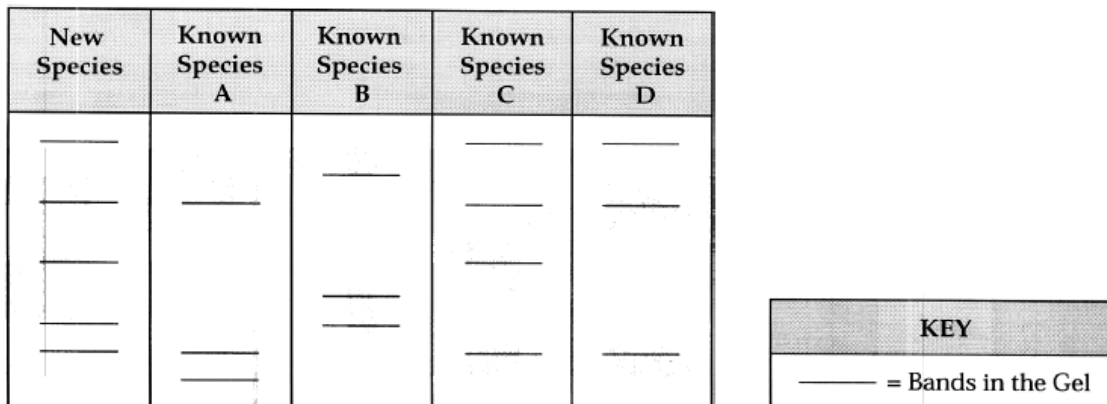 New
Species
Known
Species
A
Known
Species
B
Known
Species
C
Known
Species
D
KEY
= Bands in the Gel